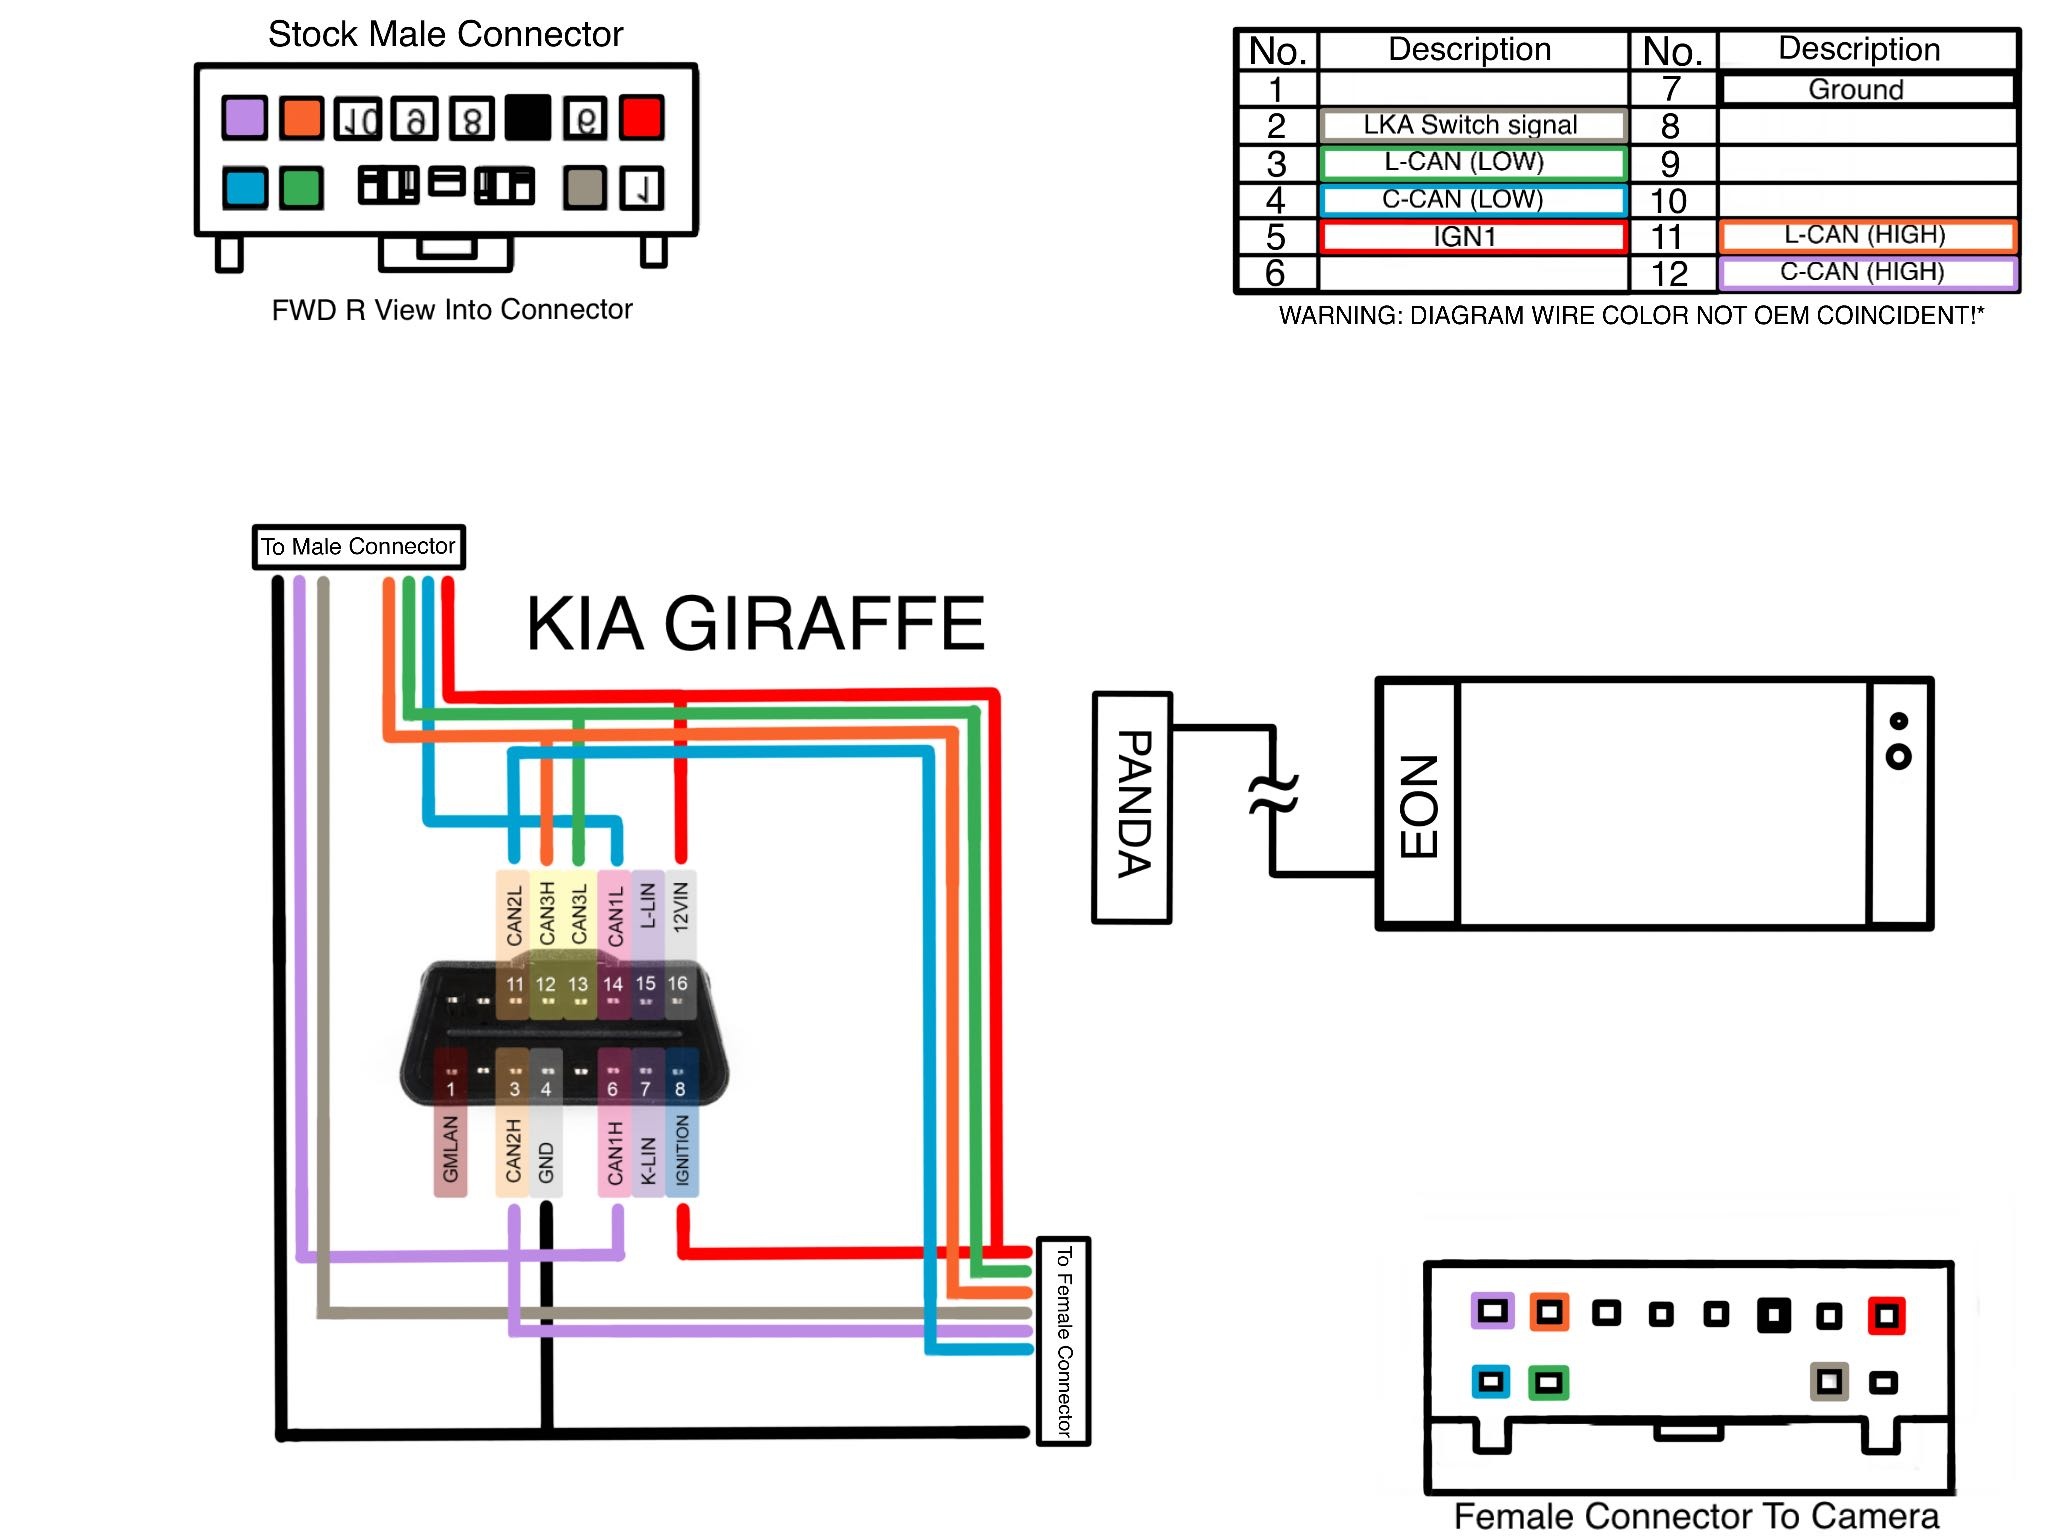 Stock Male Connector
10 9 8 6
1
FWD R View Into Connector
No. Description No. Description
1 7 Ground
2 LKA Switch signal 8
3 L-CAN (LOW) 9
4 C-CAN (LOW) 10
5 IGN1 11 L-CAN (HIGH)
6 12 C-CAN (HIGH)
WARNING: DIAGRAM WIRE COLOR NOT OEM COINCIDENT!*
To Male Connector
KIA GIRAFFE
PANDA
EON
CAN2L CAN3H CAN3L CAN1L L-LIN 12VIN
11 12 13 14 15 16
1 3 4 6 7 8
GMLAN CAN2H GND CAN1H K-LIN IGNITION
To Female Connector
Female Connector To Camera